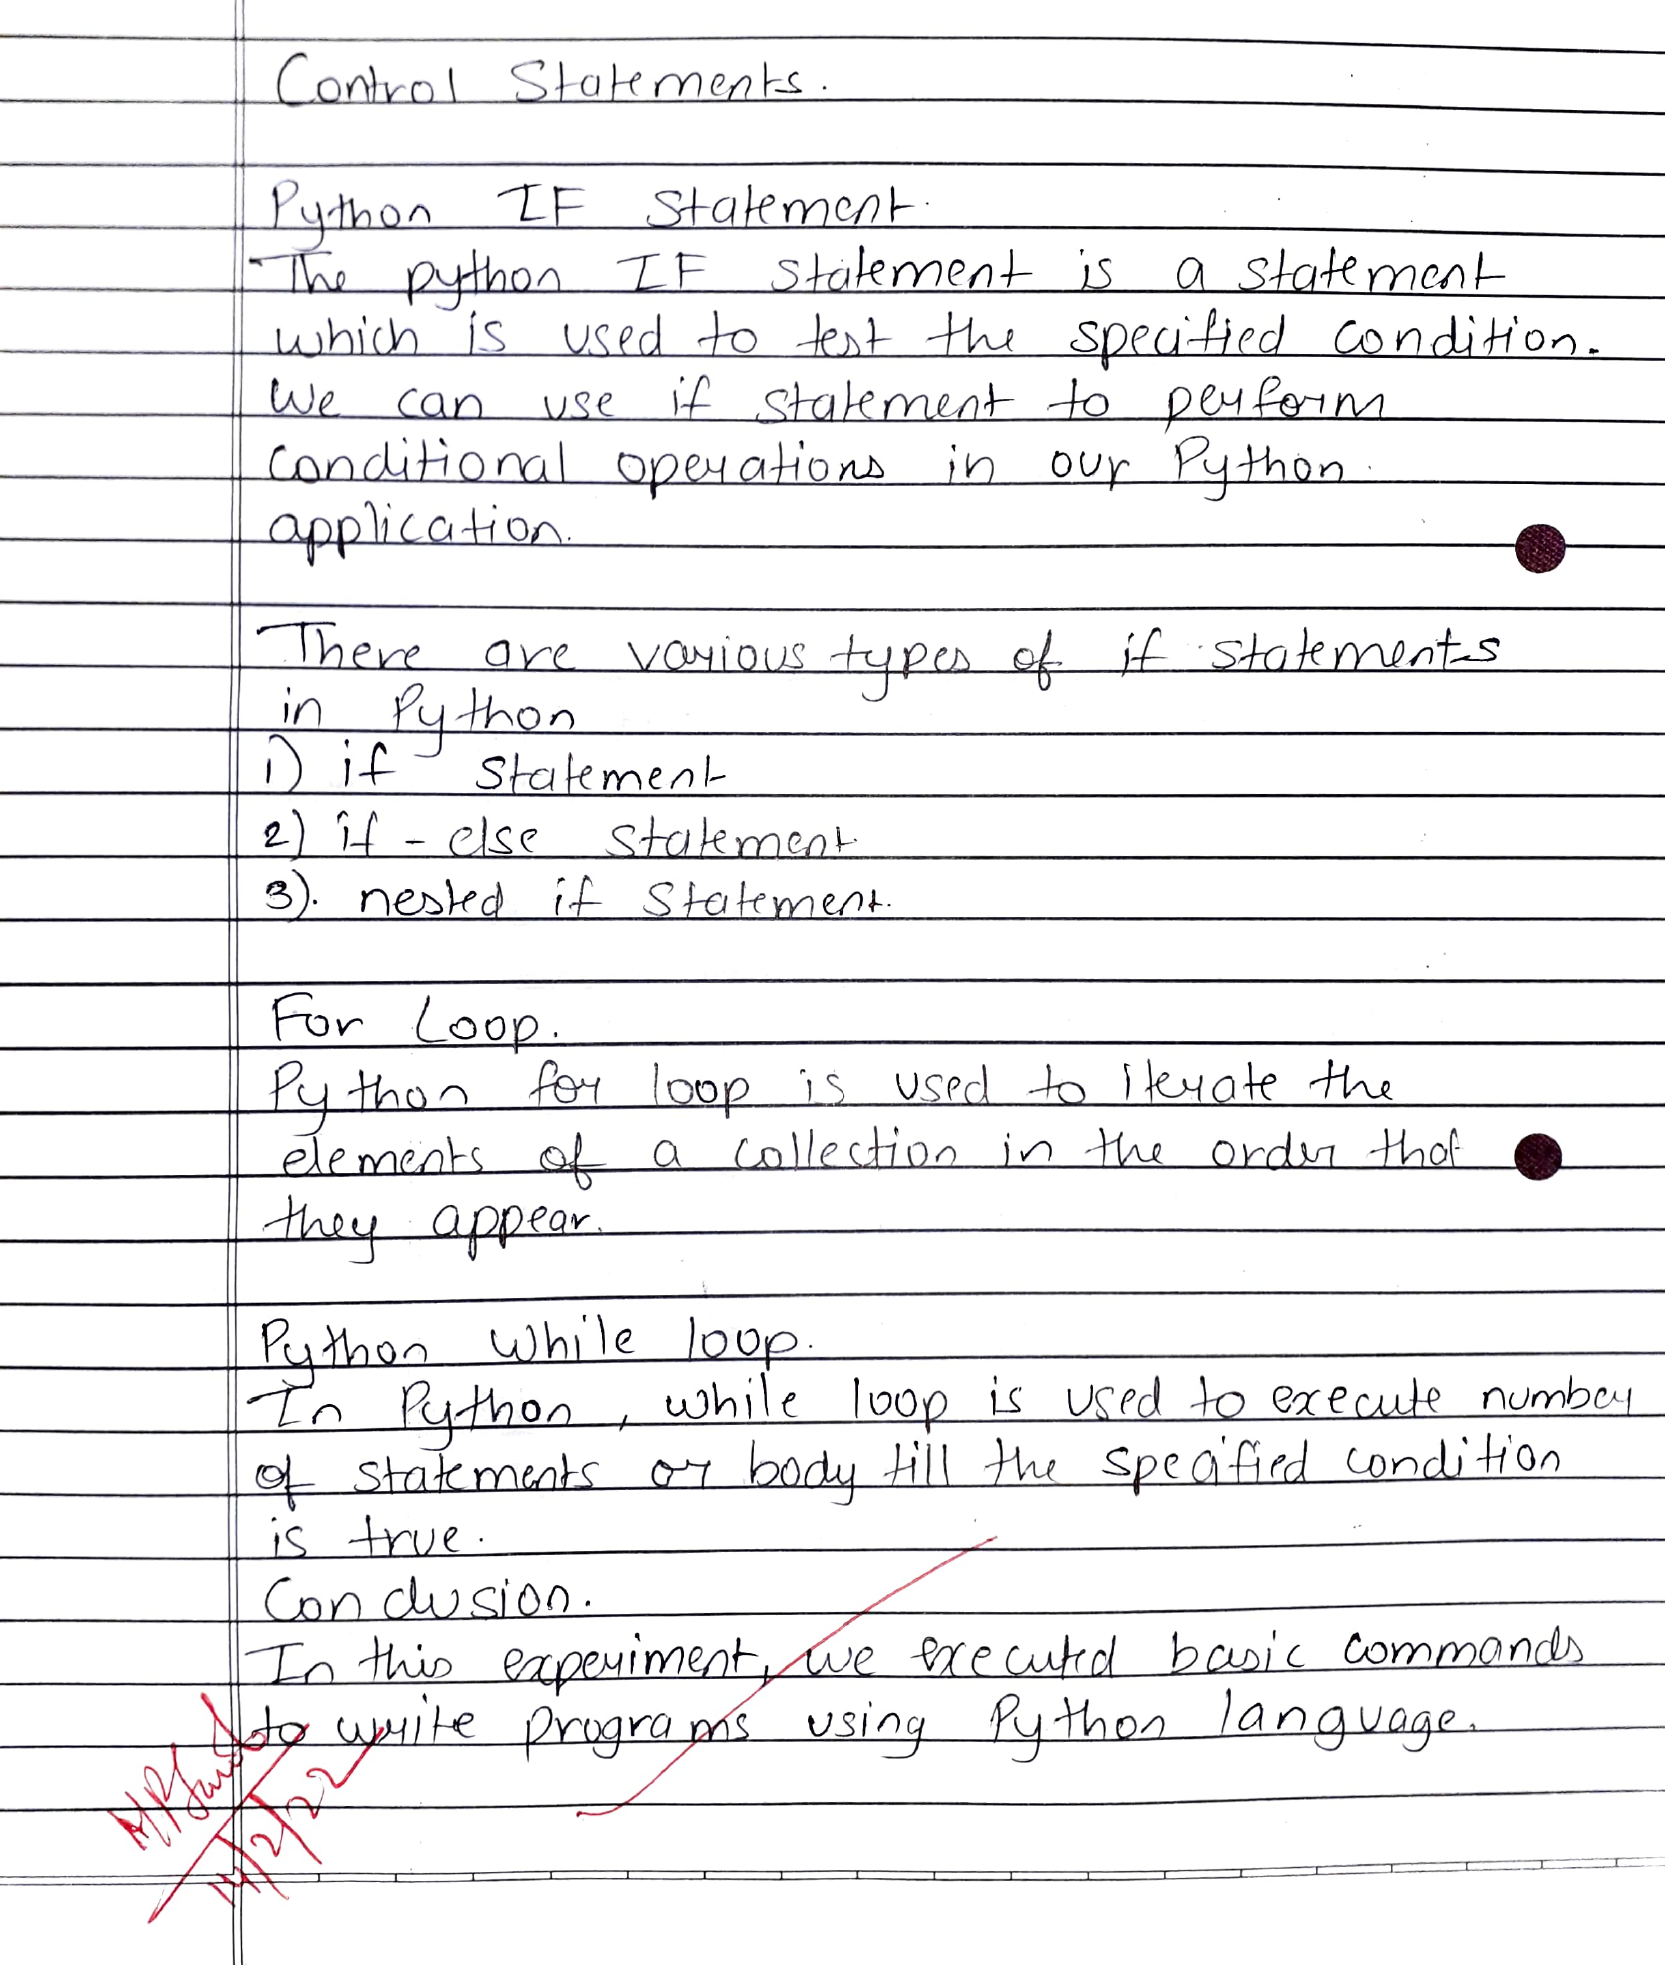 Control Statements.
Python IF Statement.
The python IF statement is a statement
which is used to test the specified condition.
We can use if statement to perform
conditional operations in our Python
application.
There are various types of if statements
in Python
1) if statement
2) if - else statement.
3). nested if Statement.
For Loop.
Python for loop is used to iterate the
elements of a collection in the order that
they appear.
Python while loop.
In Python, while loop is used to execute number
of statements or body till the specified condition
is true.
Conclusion.
In this experiment, we executed basic commands
to write programs using Python language.